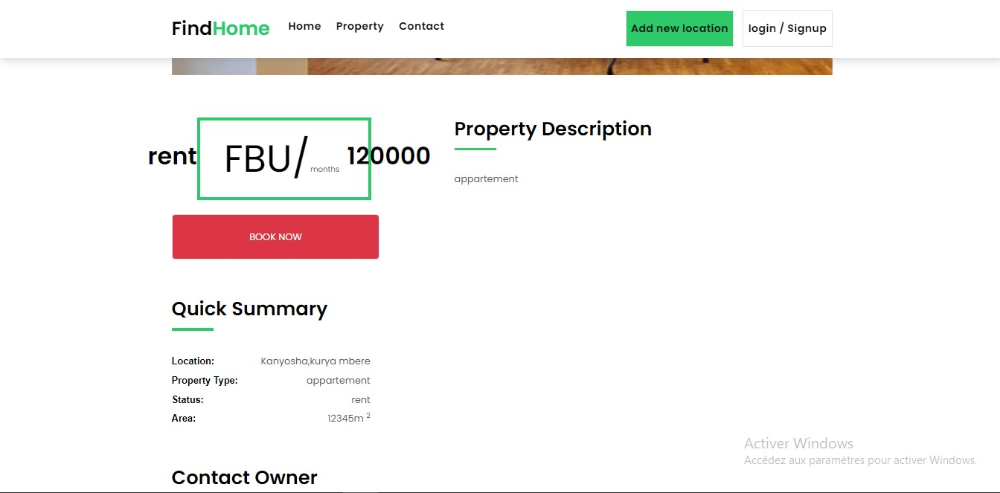 FindHome Home Property Contact Add new location login / Signup
rent FBU/months 120000
BOOK NOW
Property Description
appartement
Quick Summary
Location: Kanyosha,kurya mbere
Property Type: appartement
Status: rent
Area: 12345m 2
Contact Owner
Activer Windows
Accédez aux paramètres pour activer Windows.